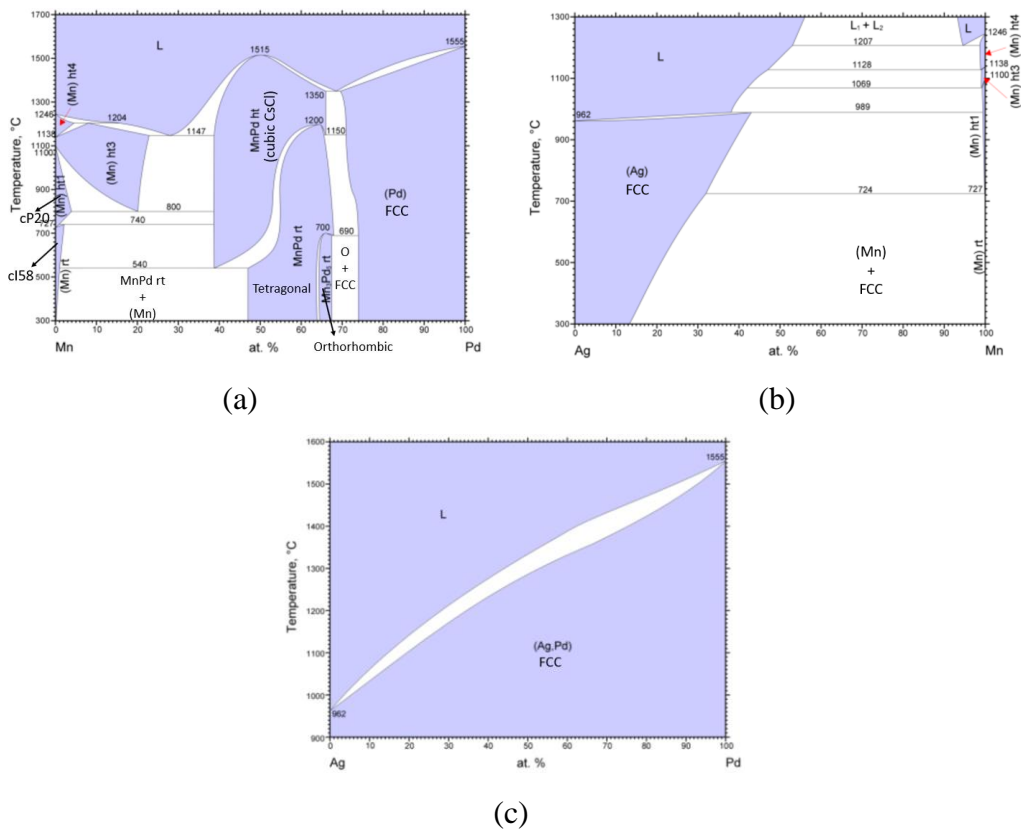 1700
1500
1300
1246
1204
1138
1100
1147
900
800
740
727
700
540
500
300
L
1515
1555
1350
1200
1150
700
690
(Mn) ht4
(Mn) ht3
(Mn) ht1
(Mn) rt
cP20
cI58
MnPd ht
(cubic CsCl)
MnPd rt
(Pd)
FCC
O
+
FCC
MnPd rt
+
(Mn)
Tetragonal
Orthorhombic
Temperature, °C
0 10 20 30 40 50 60 70 80 90 100
Mn at. % Pd
(a)
1300
1100
900
700
500
300
L
L₁ + L₂
L
1207
1128
1069
989
962
724
727
1246
1138
1100
(Mn) ht4
(Mn) ht3
(Mn) ht1
(Mn) rt
(Ag)
FCC
(Mn)
+
FCC
Temperature, °C
0 10 20 30 40 50 60 70 80 90 100
Ag at. % Mn
(b)
1600
1500
1400
1300
1200
1100
1000
900
L
1555
962
(Ag,Pd)
FCC
Temperature, °C
0 10 20 30 40 50 60 70 80 90 100
Ag at. % Pd
(c)